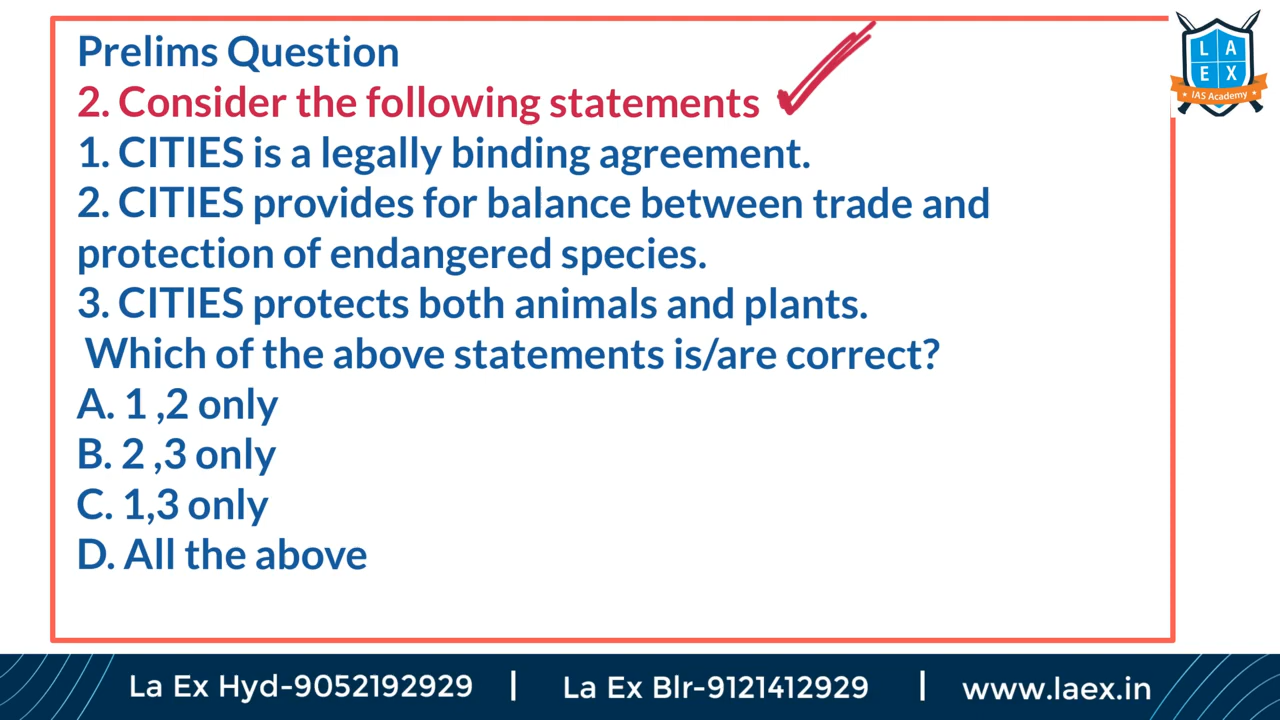 Prelims Question
2. Consider the following statements
1. CITIES is a legally binding agreement.
2. CITIES provides for balance between trade and
protection of endangered species.
3. CITIES protects both animals and plants.
Which of the above statements is/are correct?
A. 1 ,2 only
B. 2 ,3 only
C. 1,3 only
D. All the above
L A
E X
IAS Academy
La Ex Hyd-9052192929 | La Ex Blr-9121412929 | www.laex.in